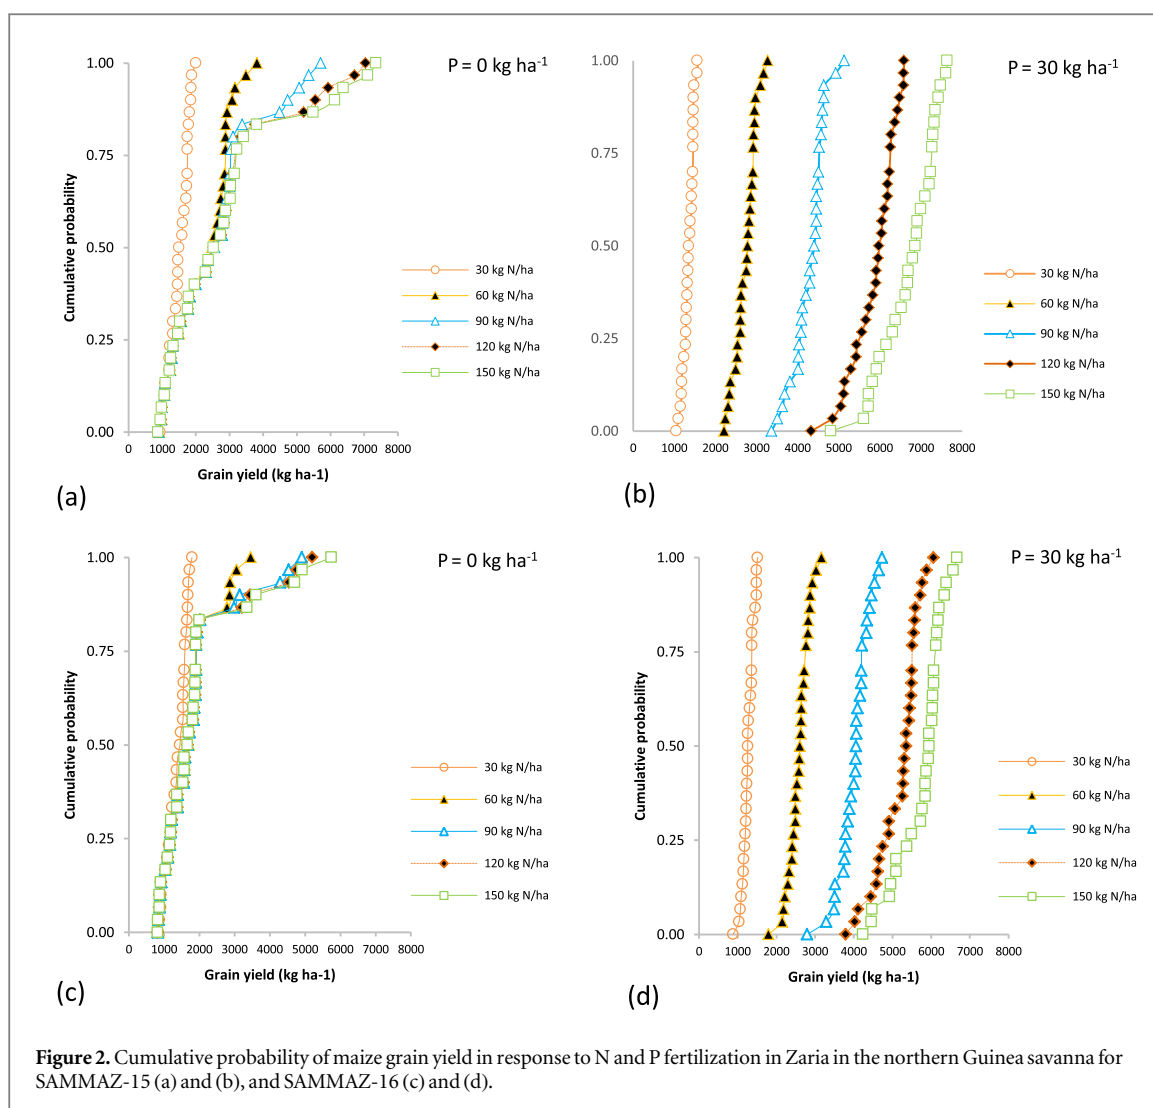 P = 0 kg ha-1
1.00
0.75
0.50
0.25
0.00
Cumulative probability
0 1000 2000 3000 4000 5000 6000 7000 8000
Grain yield (kg ha-1)
30 kg N/ha
60 kg N/ha
90 kg N/ha
120 kg N/ha
150 kg N/ha
(a)
P = 30 kg ha-1
1.00
0.75
0.50
0.25
0.00
0 1000 2000 3000 4000 5000 6000 7000 8000
30 kg N/ha
60 kg N/ha
90 kg N/ha
120 kg N/ha
150 kg N/ha
(b)
P = 0 kg ha-1
1.00
0.75
0.50
0.25
0.00
Cumulative probability
0 1000 2000 3000 4000 5000 6000 7000 8000
Grain yield (kg ha-1)
30 kg N/ha
60 kg N/ha
90 kg N/ha
120 kg N/ha
150 kg N/ha
(c)
P = 30 kg ha-1
1.00
0.75
0.50
0.25
0.00
Cumulative probability
0 1000 2000 3000 4000 5000 6000 7000 8000
Grain yield (kg ha-1)
30 kg N/ha
60 kg N/ha
90 kg N/ha
120 kg N/ha
150 kg N/ha
(d)
Figure 2. Cumulative probability of maize grain yield in response to N and P fertilization in Zaria in the northern Guinea savanna for
SAMMAZ-15 (a) and (b), and SAMMAZ-16 (c) and (d).